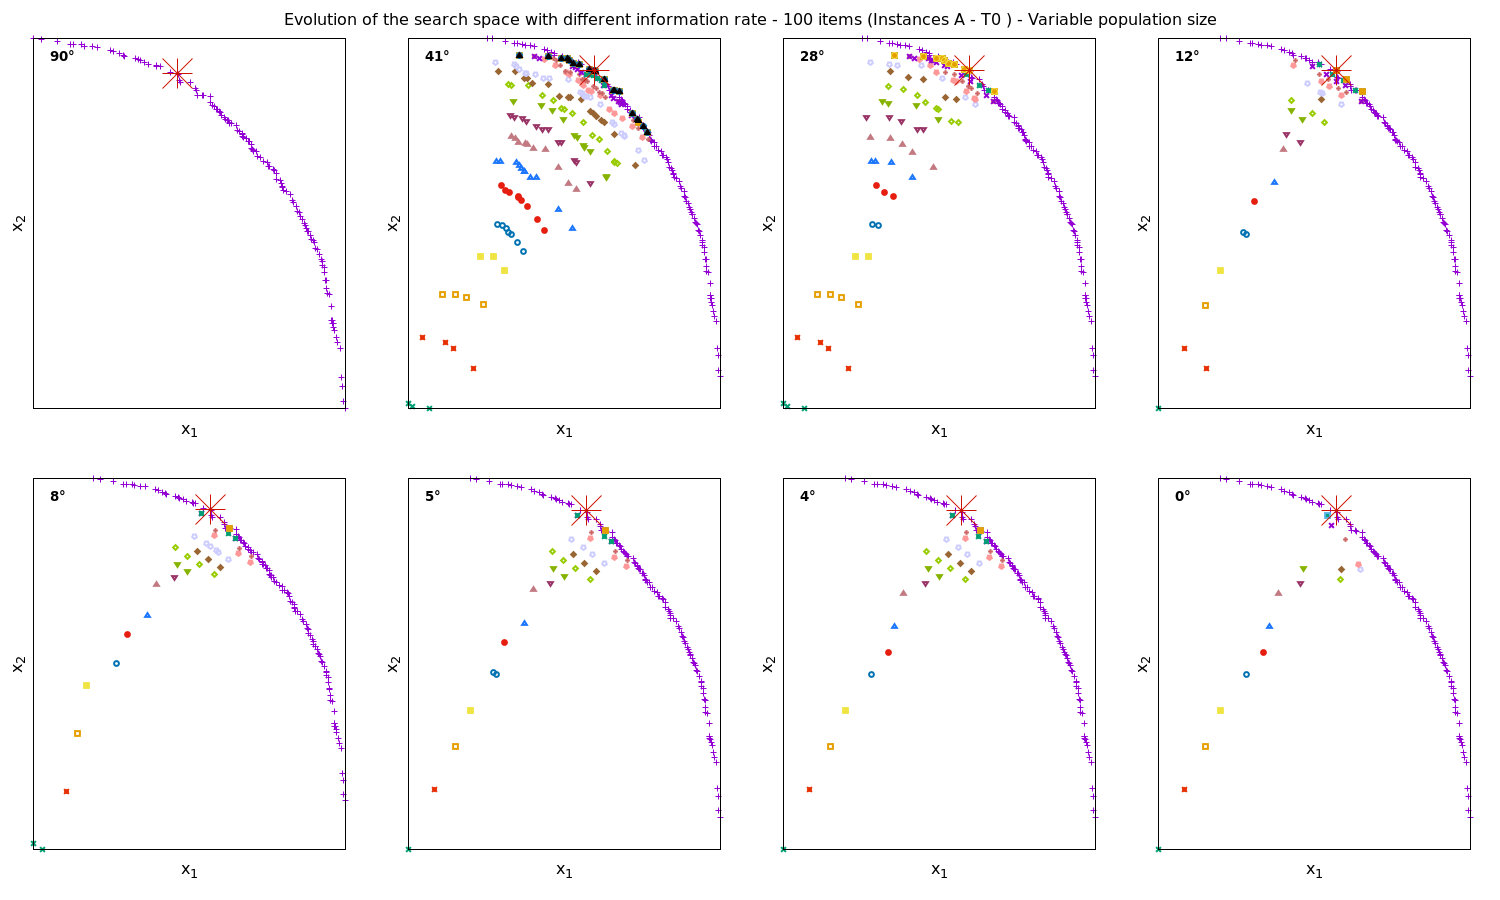 Evolution of the search space with different information rate - 100 items (Instances A - T0 ) - Variable population size
90°
41°
28°
12°
x2
x2
x2
x2
x1
x1
x1
x1
8°
5°
4°
0°
x2
x2
x2
x2
x1
x1
x1
x1